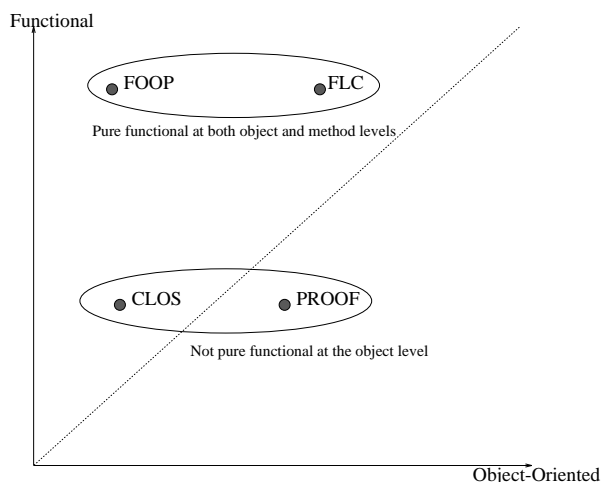 Functional
FOOP
FLC
Pure functional at both object and method levels
CLOS
PROOF
Not pure functional at the object level
Object-Oriented